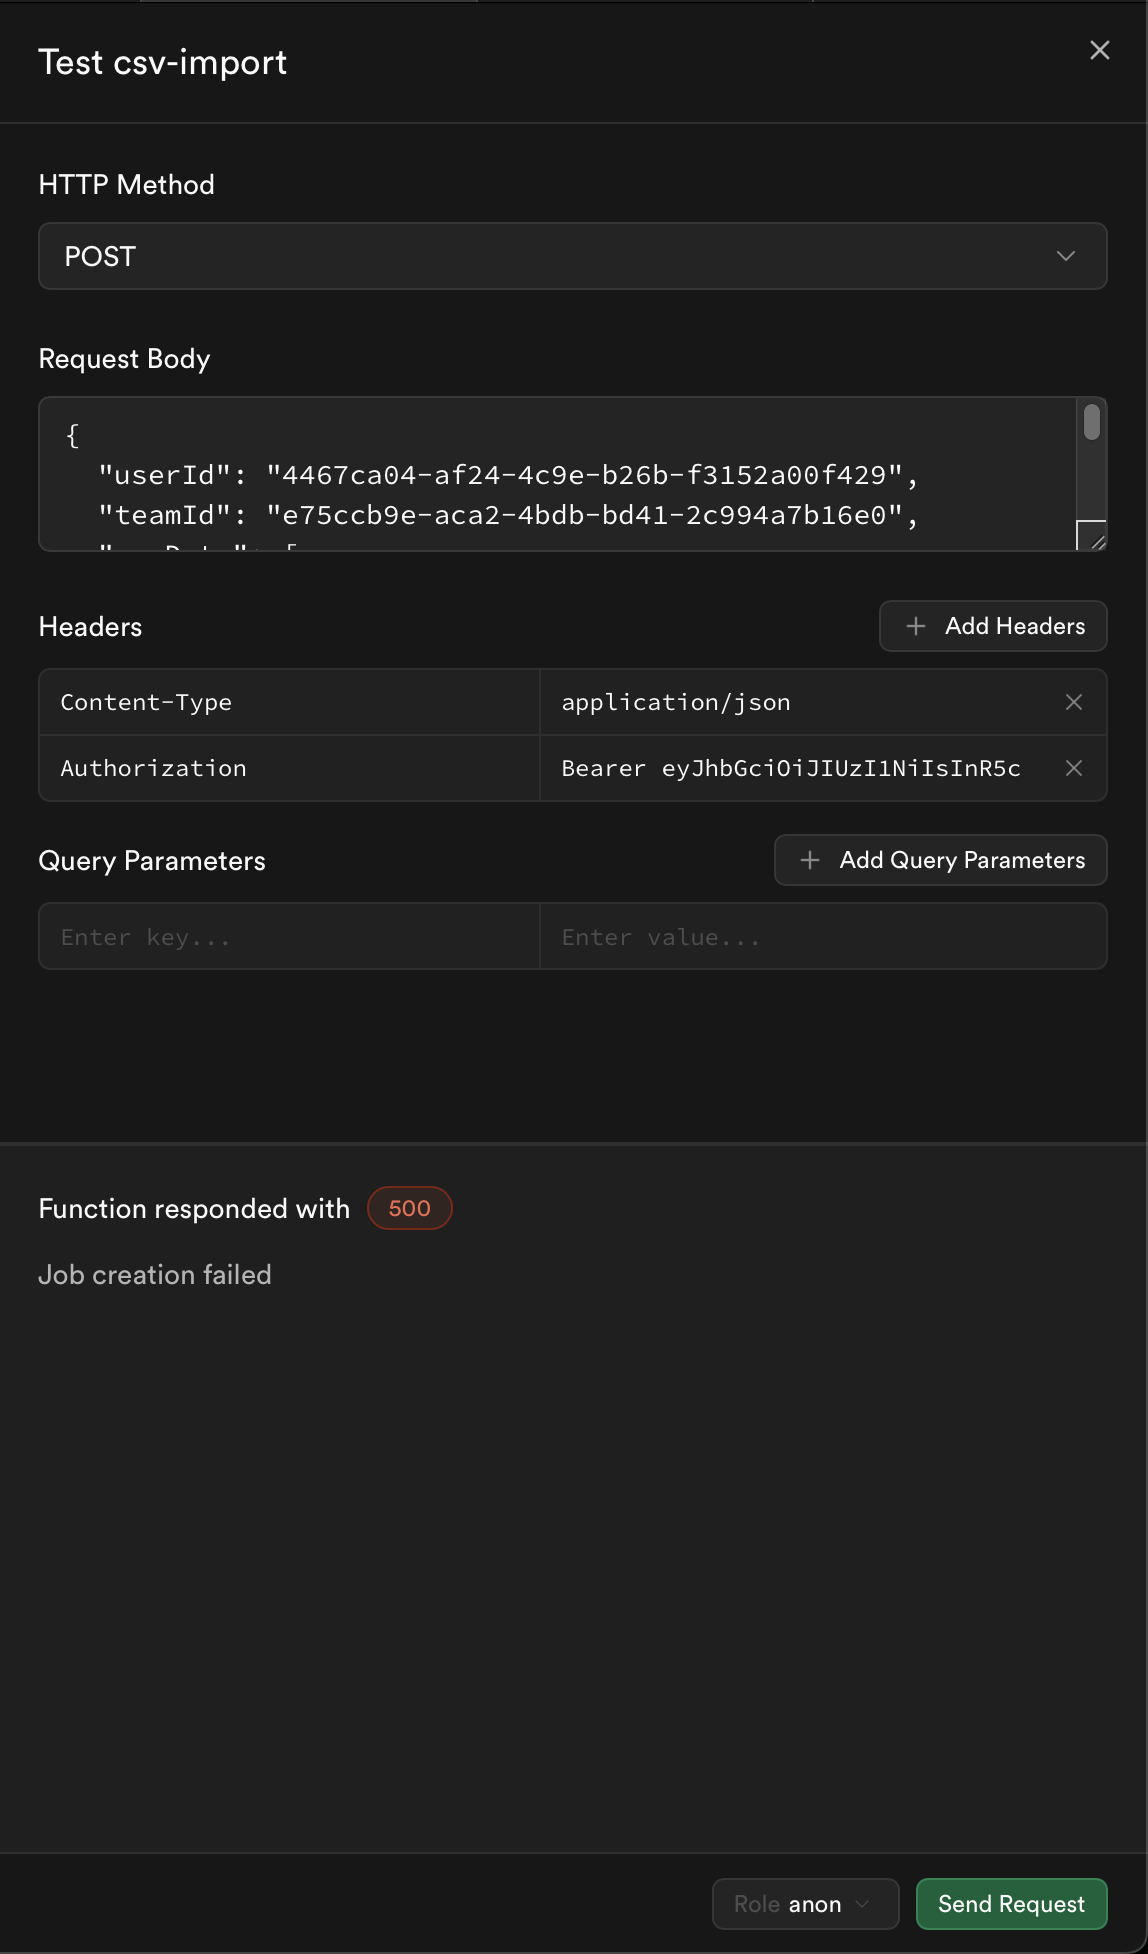 Test csv-import
HTTP Method
POST
Request Body
{
"userId": "4467ca04-af24-4c9e-b26b-f3152a00f429",
"teamId": "e75ccb9e-aca2-4bdb-bd41-2c994a7b16e0",
Headers
Add Headers
Content-Type
application/json
Authorization
Bearer eyJhbGciOiJIUzI1NiIsInR5c
Query Parameters
Add Query Parameters
Enter key...
Enter value...
Function responded with 500
Job creation failed
Role anon
Send Request